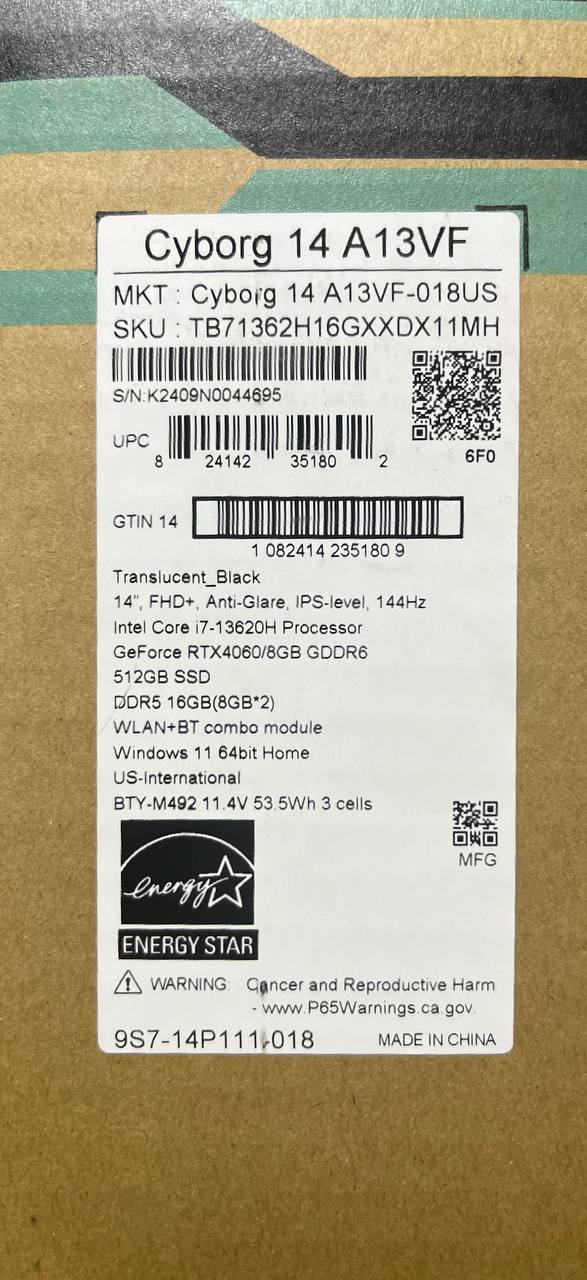 Cyborg 14 A13VF
MKT : Cyborg 14 A13VF-018US
SKU : TB71362H16GXXDX11MH
S/N:K2409N0044695
UPC
8 24142 35180 2
6F0
GTIN 14
1 082414 235180 9
Translucent_Black
14", FHD+, Anti-Glare, IPS-level, 144Hz
Intel Core i7-13620H Processor
GeForce RTX4060/8GB GDDR6
512GB SSD
DDR5 16GB(8GB*2)
WLAN+BT combo module
Windows 11 64bit Home
US-International
BTY-M492 11.4V 53.5Wh 3 cells
MFG
energy
ENERGY STAR
WARNING: Cancer and Reproductive Harm
- www.P65Warnings.ca.gov.
9S7-14P111-018
MADE IN CHINA